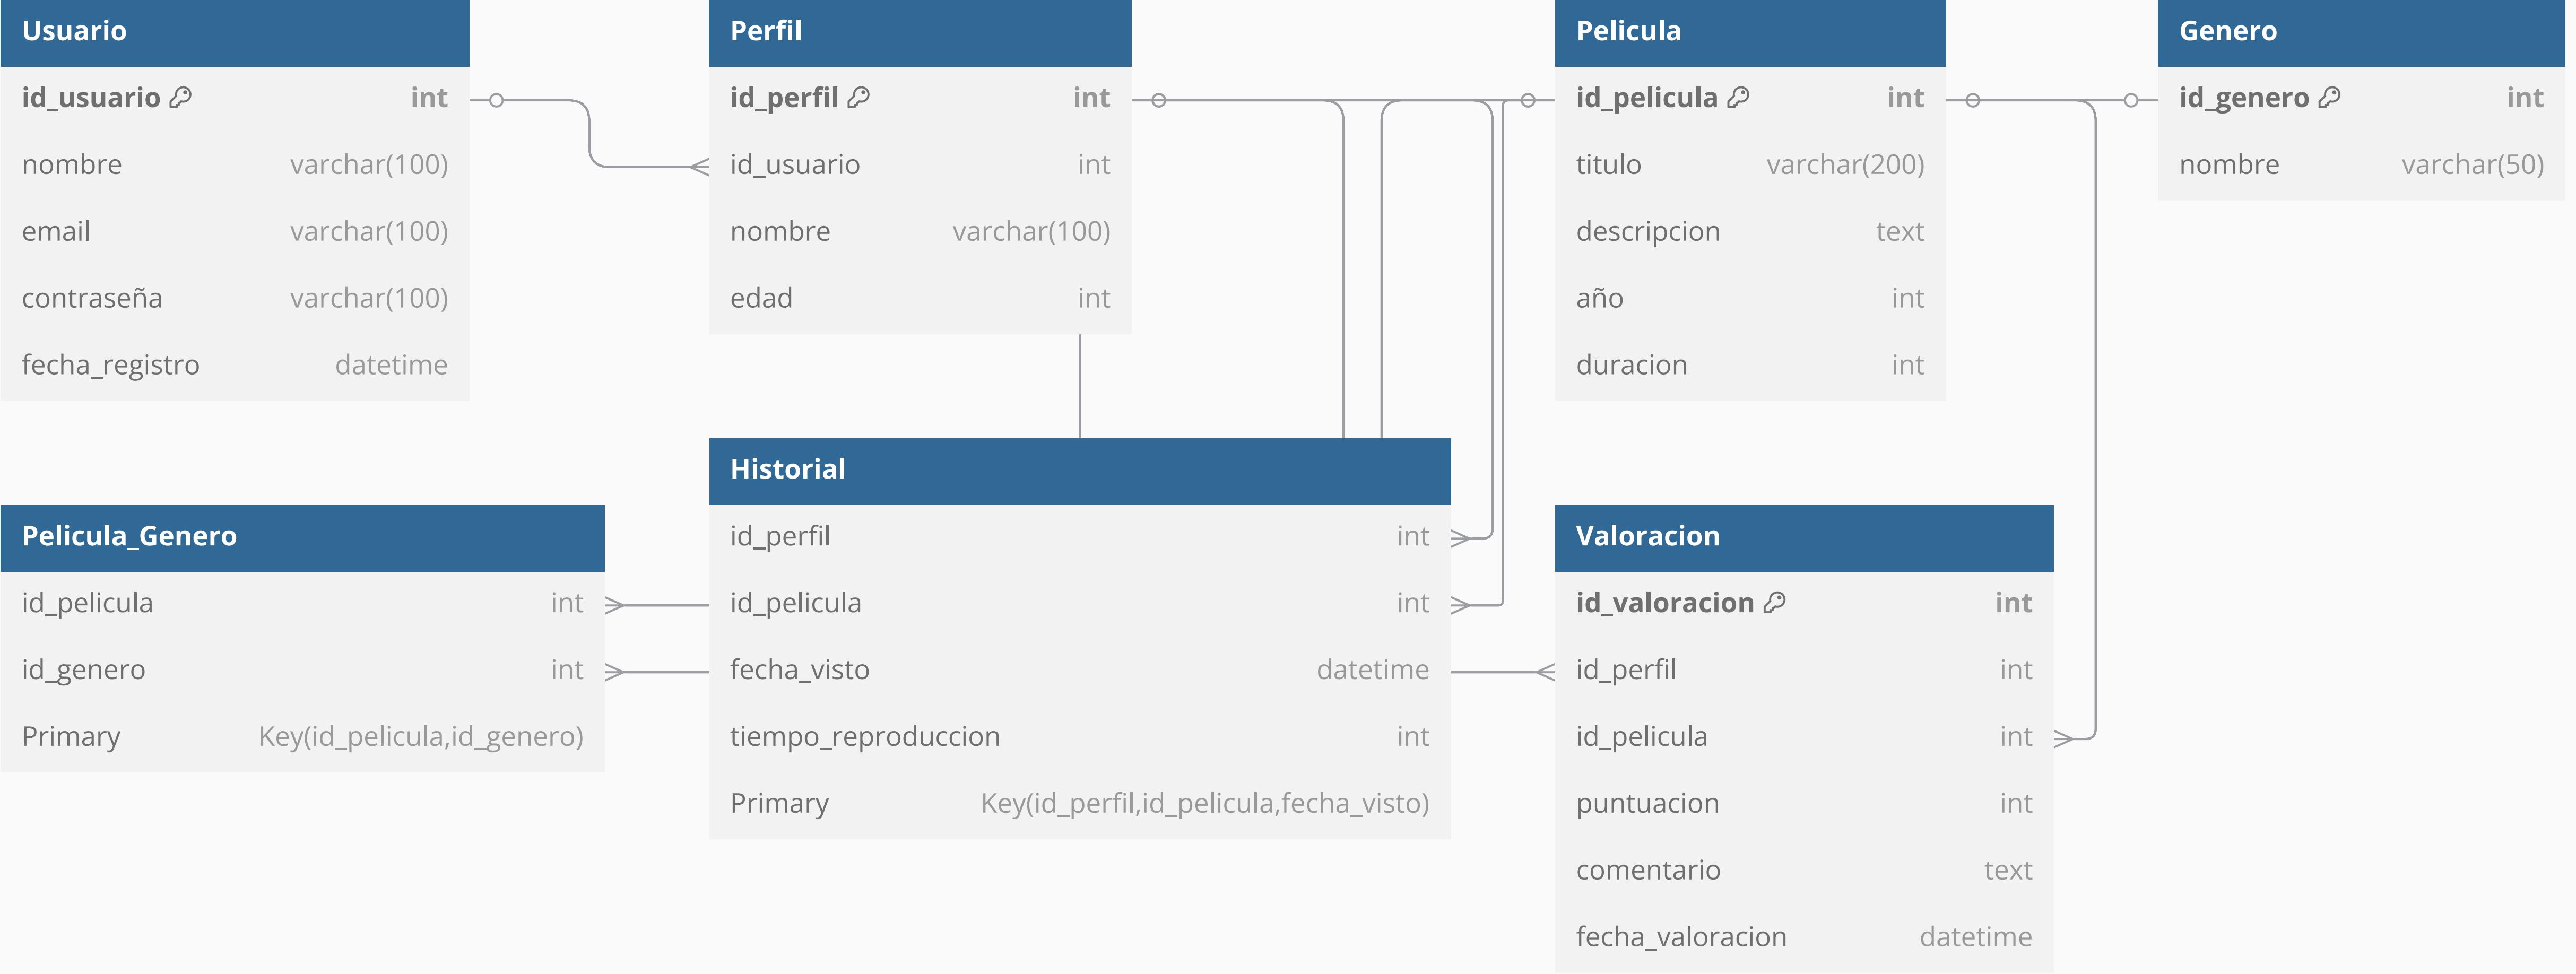 Usuario
id_usuario int
nombre varchar(100)
email varchar(100)
contraseña varchar(100)
fecha_registro datetime
Perfil
id_perfil int
id_usuario int
nombre varchar(100)
edad int
Pelicula
id_pelicula int
titulo varchar(200)
descripcion text
año int
duracion int
Genero
id_genero int
nombre varchar(50)
Pelicula_Genero
id_pelicula int
id_genero int
Primary Key(id_pelicula,id_genero)
Historial
id_perfil int
id_pelicula int
fecha_visto datetime
tiempo_reproduccion int
Primary Key(id_perfil,id_pelicula,fecha_visto)
Valoracion
id_valoracion int
id_perfil int
id_pelicula int
puntuacion int
comentario text
fecha_valoracion datetime